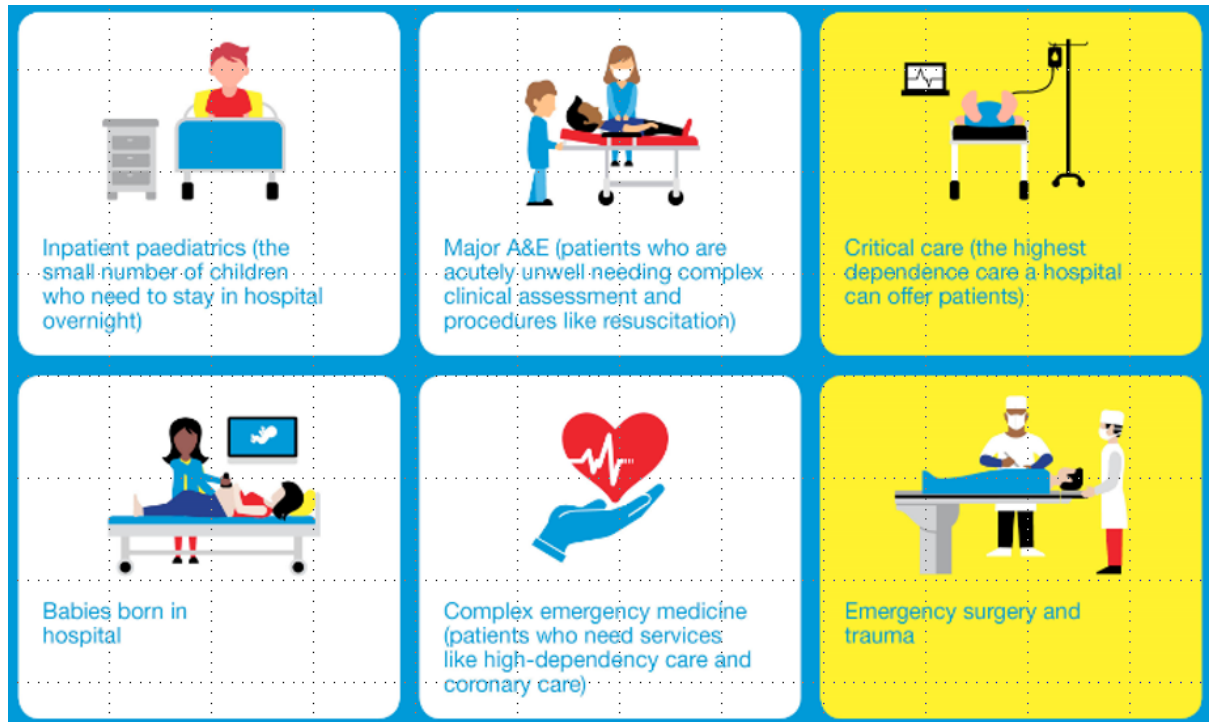 Inpatient paediatrics (the
small number of children
who need to stay in hospital
overnight)
Major A&E (patients who are
acutely unwell needing complex
clinical assessment and
procedures like resuscitation)
Critical care (the highest
dependence care a hospital
can offer patients)
Babies born in
hospital
Complex emergency medicine
(patients who need services
like high-dependency care and
coronary care)
Emergency surgery and
trauma